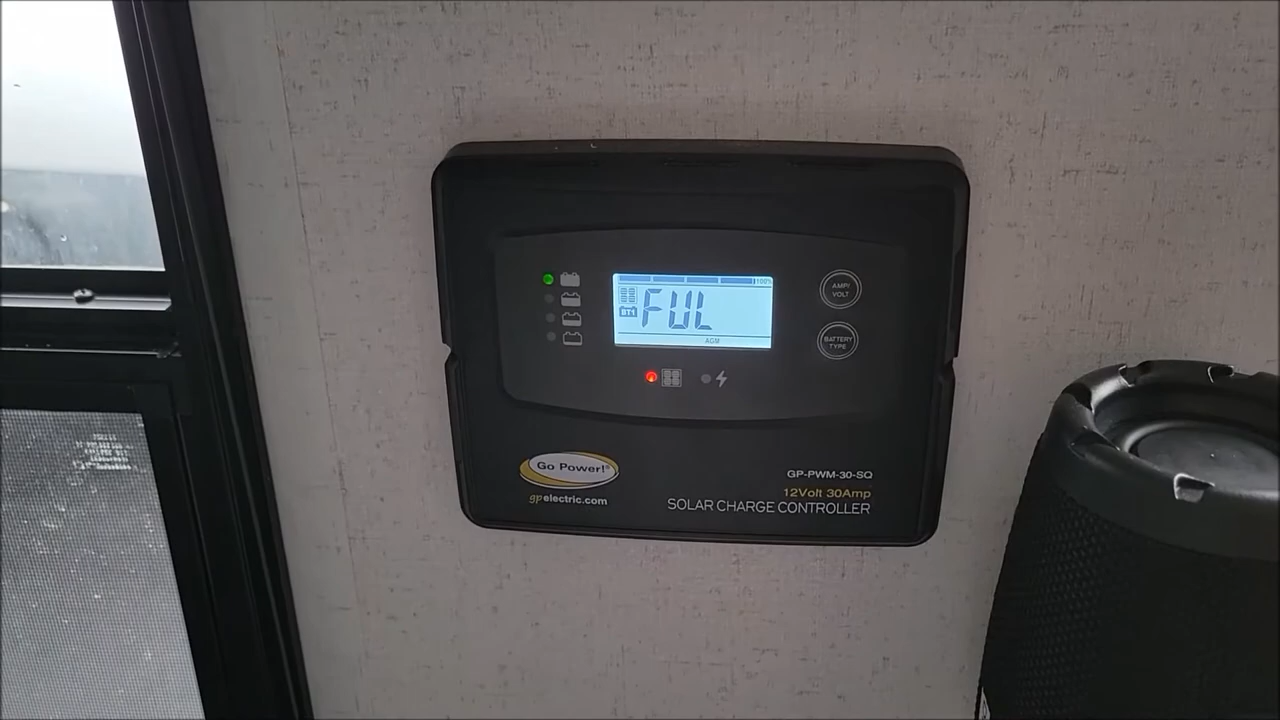 100%
BT1
FUL
AGM
AMP/
VOLT
BATTERY
TYPE
Go Power!®
gpelectric.com
GP-PWM-30-SQ
12Volt 30Amp
SOLAR CHARGE CONTROLLER